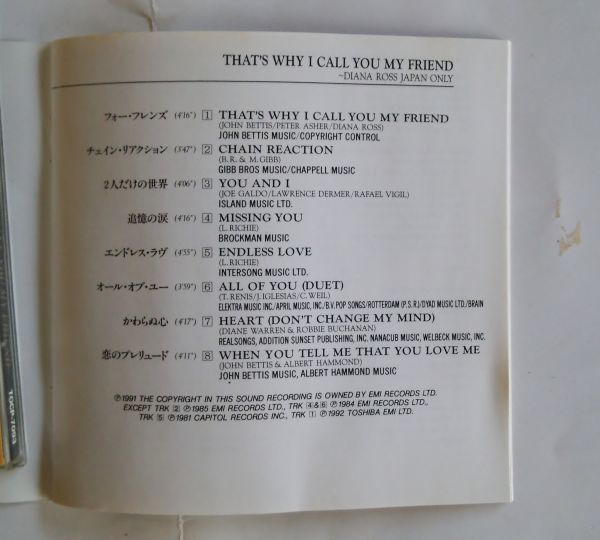 THAT'S WHY I CALL YOU MY FRIEND
~DIANA ROSS JAPAN ONLY
フォー・フレンズ (4'16") 1 THAT'S WHY I CALL YOU MY FRIEND
(JOHN BETTIS/PETER ASHER/DIANA ROSS)
JOHN BETTIS MUSIC/COPYRIGHT CONTROL
チェイン・リアクション (3'47") 2 CHAIN REACTION
(B.R. & M.GIBB)
GIBB BROS MUSIC/CHAPPELL MUSIC
2人だけの世界 (4'06") 3 YOU AND I
(JOE GALDO/LAWRENCE DERMER/RAFAEL VIGIL)
ISLAND MUSIC LTD.
追憶の涙 (4'16") 4 MISSING YOU
(L.RICHIE)
BROCKMAN MUSIC
エンドレス・ラヴ (4'55") 5 ENDLESS LOVE
(L.RICHIE)
INTERSONG MUSIC LTD.
オール・オブ・ユー (3'59") 6 ALL OF YOU (DUET)
(T.RENIS/J.IGLESIAS/C.WEIL)
ELEKTRA MUSIC INC./APRIL MUSIC, INC./B.V. POP SONGS/ROTTERDAM (P.S.R.)/DYAD MUSIC LTD./BRAIN
かわらぬ心 (4'17") 7 HEART (DON'T CHANGE MY MIND)
(DIANE WARREN & ROBBIE BUCHANAN)
REALSONGS, ADDITION SUNSET PUBLISHING, INC. NANACUB MUSIC, WELBECK MUSIC, INC.
恋のプレリュード (4'11") 8 WHEN YOU TELL ME THAT YOU LOVE ME
(JOHN BETTIS & ALBERT HAMMOND)
JOHN BETTIS MUSIC, ALBERT HAMMOND MUSIC
℗1991 THE COPYRIGHT IN THIS SOUND RECORDING IS OWNED BY EMI RECORDS LTD.
EXCEPT TRK 2 ℗1985 EMI RECORDS LTD., TRK 4&6 ℗1984 EMI RECORDS LTD.,
TRK 5 ℗1981 CAPITOL RECORDS INC., TRK 1 ℗1992 TOSHIBA EMI LTD.
TOCP-7093